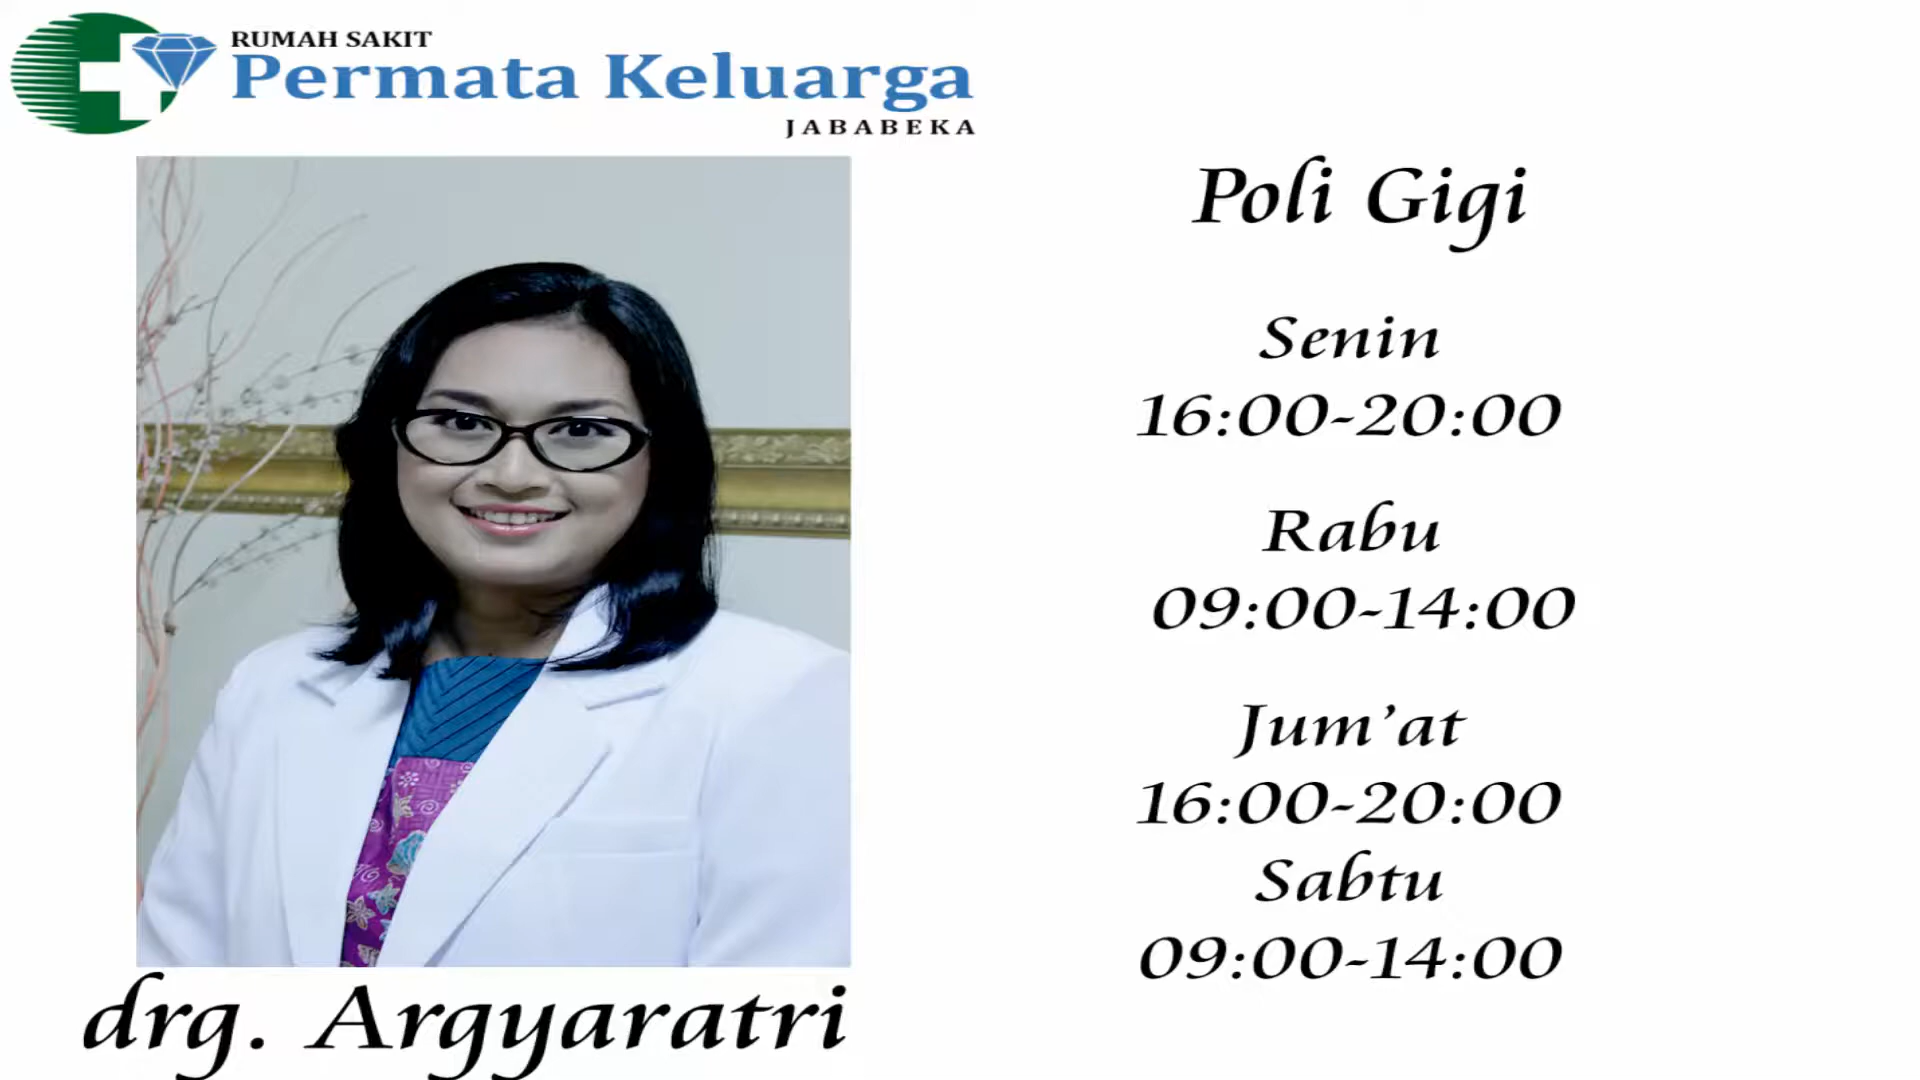 RUMAH SAKIT
Permata Keluarga
JABABEKA
Poli Gigi
Senin
16:00-20:00
Rabu
09:00-14:00
Jum'at
16:00-20:00
Sabtu
09:00-14:00
drg. Argyaratri